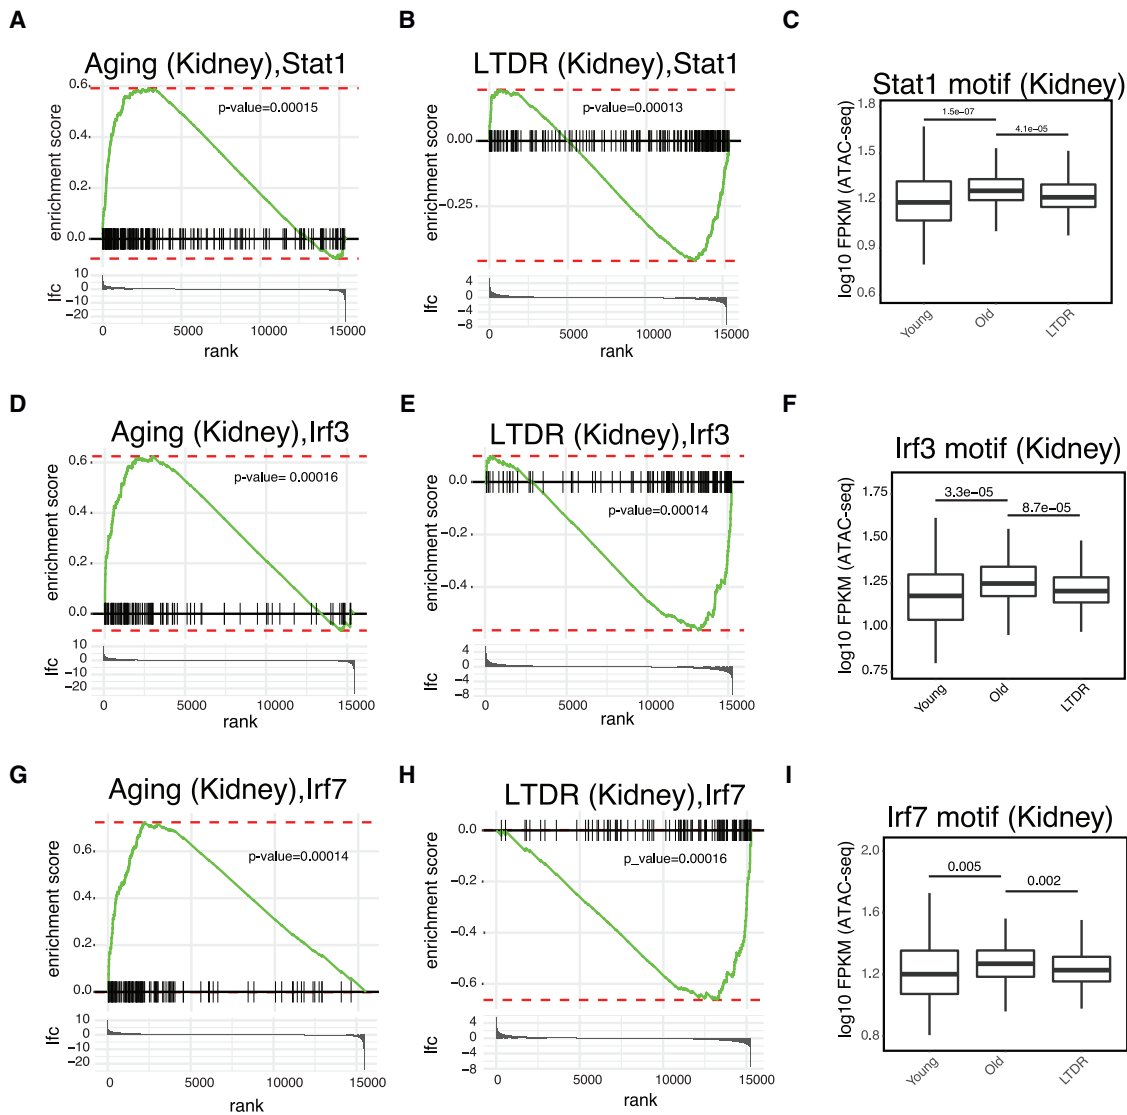 A
Aging (Kidney),Stat1
0.6
0.4
0.2
0.0
enrichment score
p-value=0.00015
10
0
−10
−20
lfc
0
5000
10000
15000
rank
B
LTDR (Kidney),Stat1
0.00
−0.25
enrichment score
p-value=0.00013
4
0
−4
−8
lfc
0
5000
10000
15000
rank
C
Stat1 motif (Kidney)
1.8
1.5
1.2
0.9
0.6
log10 FPKM (ATAC−seq)
1.5e−07
4.1e−05
Young
Old
LTDR
D
Aging (Kidney),Irf3
0.6
0.4
0.2
0.0
enrichment score
p-value= 0.00016
10
0
−10
−20
lfc
0
5000
10000
15000
rank
E
LTDR (Kidney),Irf3
0.0
−0.2
−0.4
enrichment score
p-value=0.00014
4
0
−4
−8
lfc
0
5000
10000
15000
rank
F
Irf3 motif (Kidney)
1.75
1.50
1.25
1.00
0.75
log10 FPKM (ATAC−seq)
3.3e−05
8.7e−05
Young
Old
LTDR
G
Aging (Kidney),Irf7
0.6
0.4
0.2
0.0
enrichment score
p-value=0.00014
10
0
−10
−20
lfc
0
5000
10000
15000
rank
H
LTDR (Kidney),Irf7
0.0
−0.2
−0.4
−0.6
enrichment score
p_value=0.00016
4
0
−4
−8
lfc
0
5000
10000
15000
rank
I
Irf7 motif (Kidney)
2.0
1.6
1.2
0.8
log10 FPKM (ATAC−seq)
0.005
0.002
Young
Old
LTDR